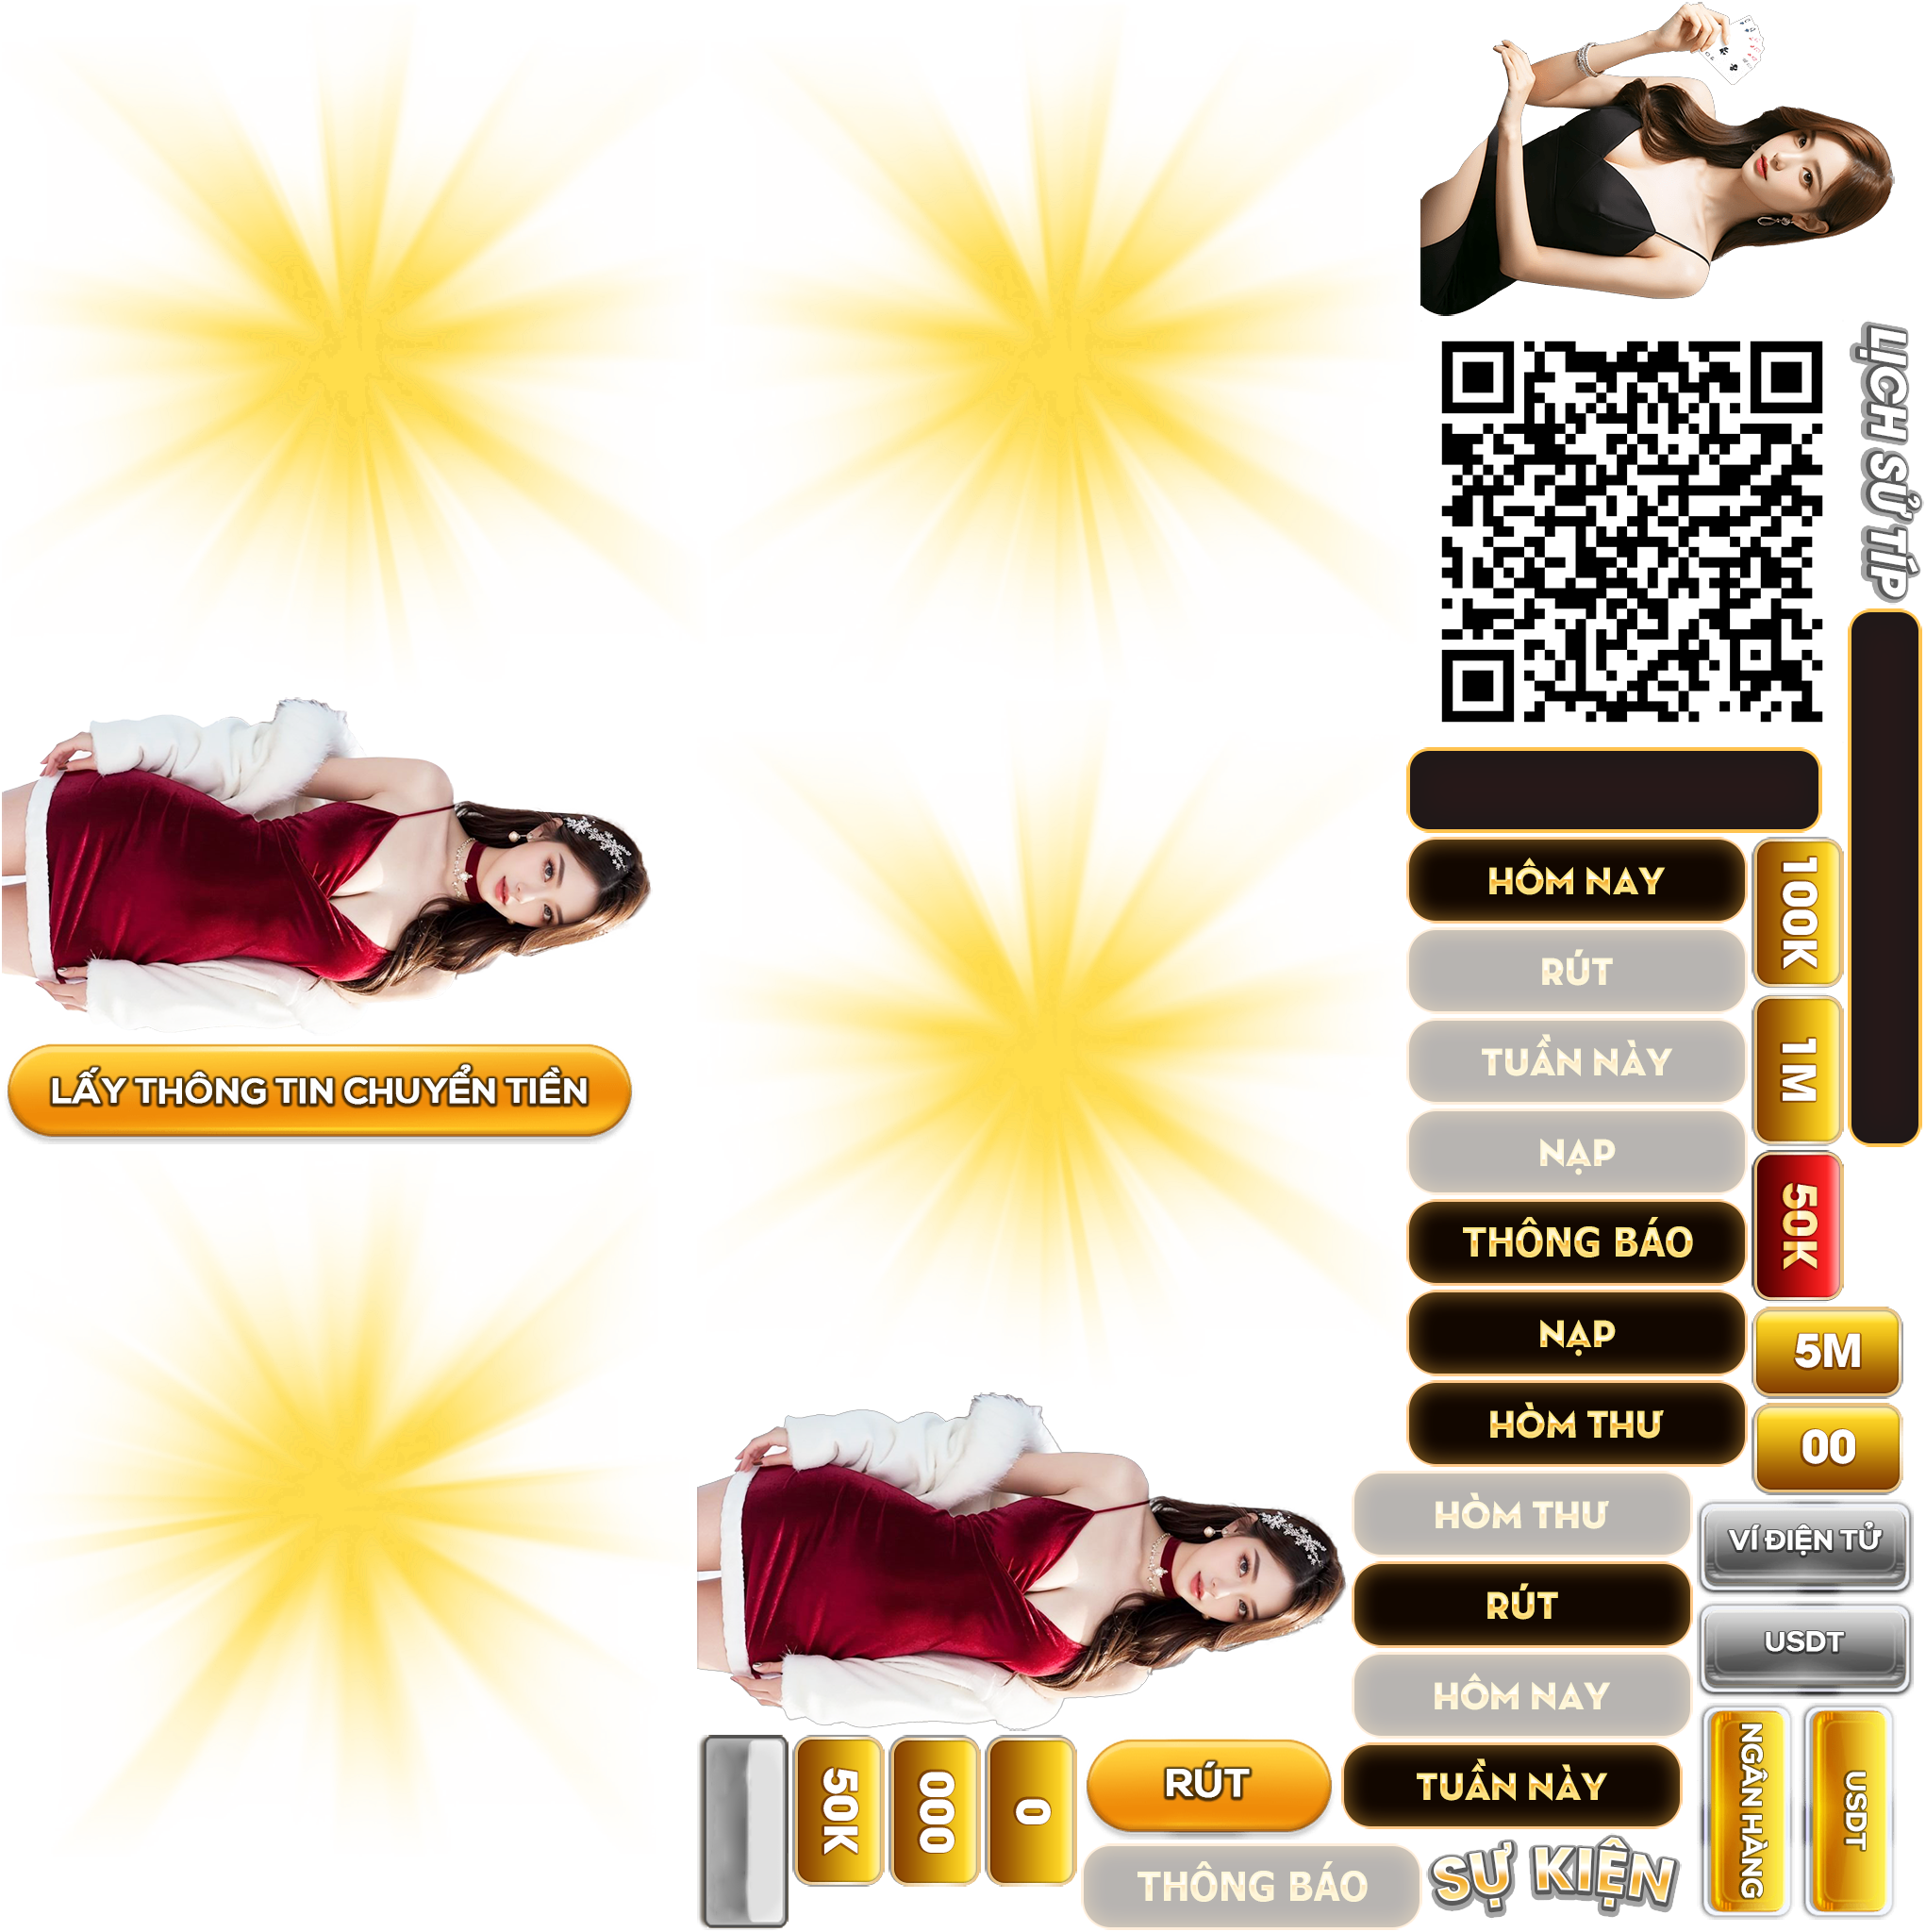 LỊCH SỬ TÍP
HÔM NAY
100K
RÚT
TUẦN NÀY
1M
NẠP
THÔNG BÁO
50K
NẠP
5M
HÒM THƯ
00
LẤY THÔNG TIN CHUYỂN TIỀN
HÒM THƯ
VÍ ĐIỆN TỬ
RÚT
USDT
HÔM NAY
50K
000
0
RÚT
TUẦN NÀY
NGÂN HÀNG
USDT
THÔNG BÁO
SỰ KIỆN